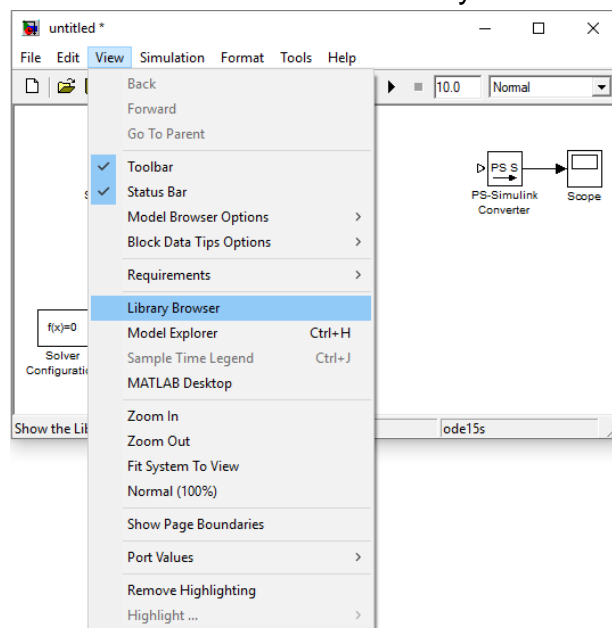 untitled *
File Edit View Simulation Format Tools Help
10.0 Normal
Back
Forward
Go To Parent
Toolbar
Status Bar
Model Browser Options
Block Data Tips Options
Requirements
Library Browser
Model Explorer Ctrl+H
Sample Time Legend Ctrl+J
MATLAB Desktop
Zoom In
Zoom Out
Fit System To View
Normal (100%)
Show Page Boundaries
Port Values
Remove Highlighting
Highlight ...
PS S
PS-Simulink
Converter
Scope
f(x)=0
Solver
Show the
ode15s